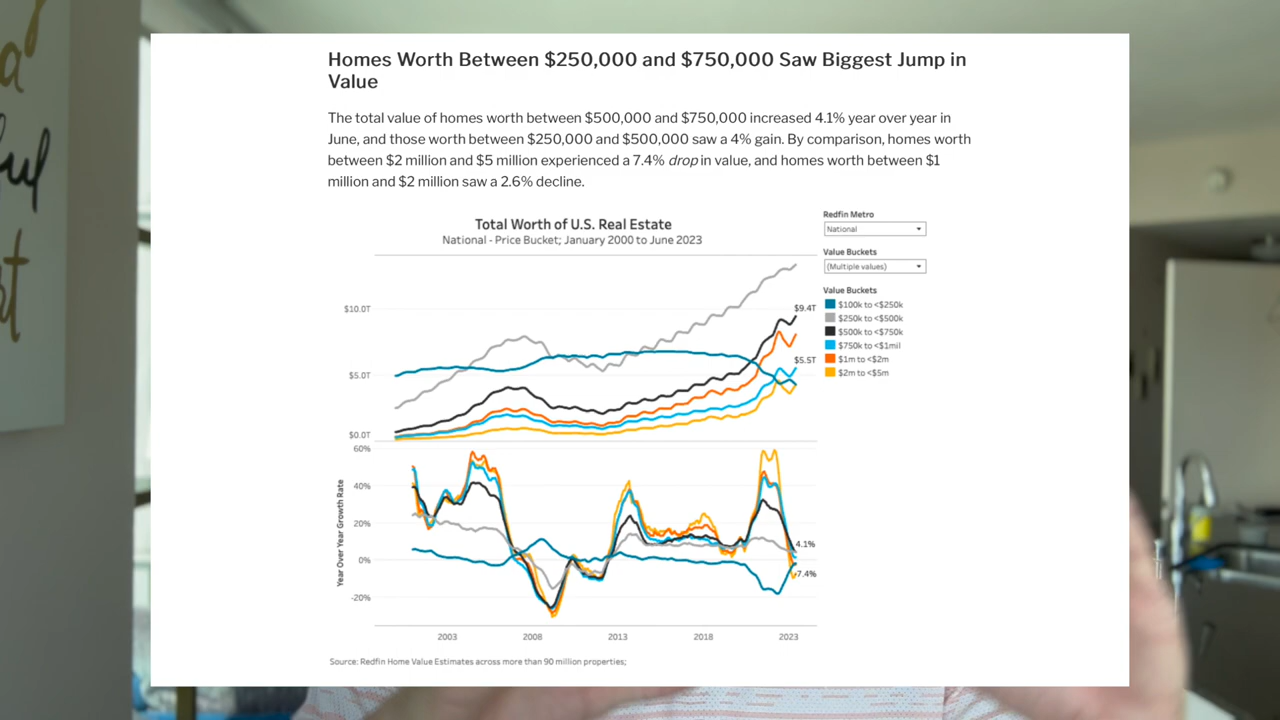 Homes Worth Between $250,000 and $750,000 Saw Biggest Jump in
Value
The total value of homes worth between $500,000 and $750,000 increased 4.1% year over year in
June, and those worth between $250,000 and $500,000 saw a 4% gain. By comparison, homes worth
between $2 million and $5 million experienced a 7.4% drop in value, and homes worth between $1
million and $2 million saw a 2.6% decline.
Total Worth of U.S. Real Estate
National - Price Bucket; January 2000 to June 2023
Redfin Metro
National
Value Buckets
(Multiple values)
Value Buckets
$100k to <$250k
$250k to <$500k
$500k to <$750k
$750k to <$1mil
$1m to <$2m
$2m to <$5m
$10.0T
$5.0T
$0.0T
$9.4T
$5.5T
Year Over Year Growth Rate
60%
40%
20%
0%
-20%
4.1%
-7.4%
2003
2008
2013
2018
2023
Source: Redfin Home Value Estimates across more than 90 million properties;